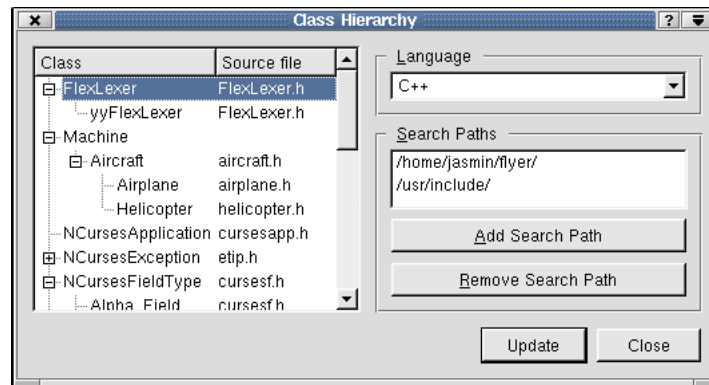 Class Hierarchy
?
Class Source file
FlexLexer FlexLexer.h
yyFlexLexer FlexLexer.h
Machine
Aircraft aircraft.h
Airplane airplane.h
Helicopter helicopter.h
NCursesApplication cursesapp.h
NCursesException etip.h
NCursesFieldType cursesf.h
Alpha_Field cursesf.h
Language
C++
Search Paths
/home/jasmin/flyer/
/usr/include/
Add Search Path
Remove Search Path
Update
Close